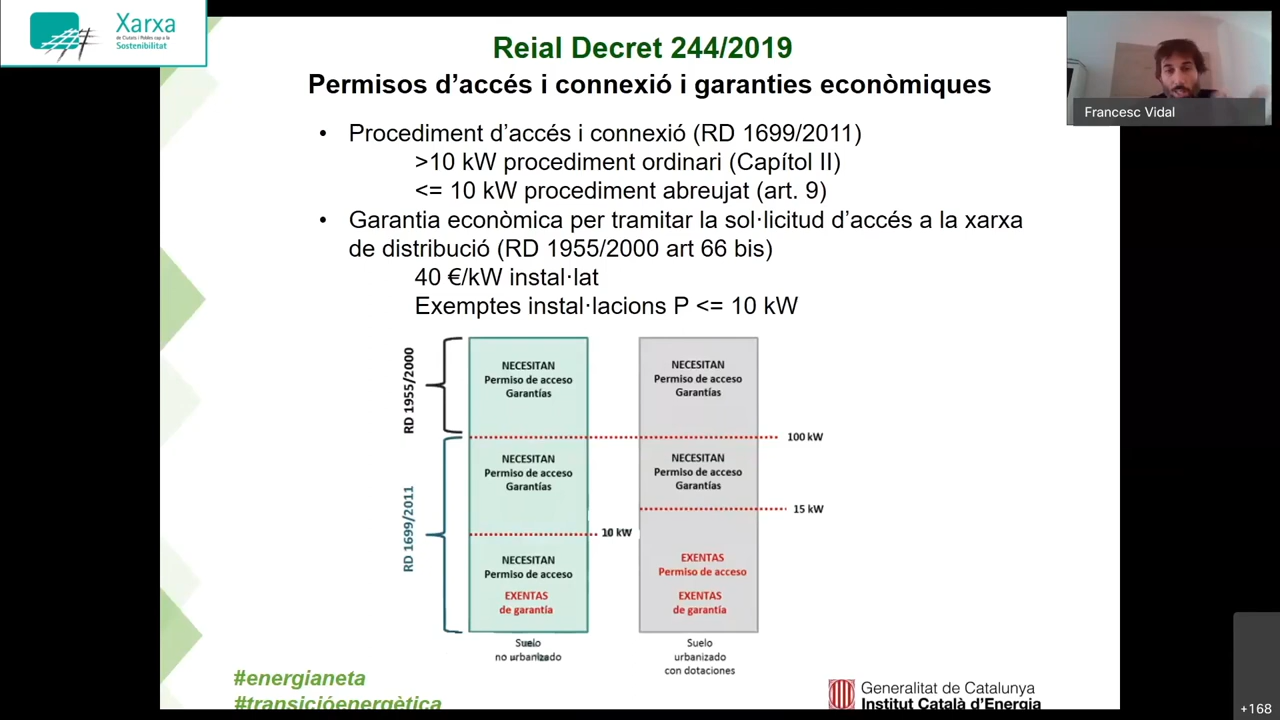 Xarxa
de Ciutats i Pobles cap a la
Sostenibilitat
Reial Decret 244/2019
Permisos d'accés i connexió i garanties econòmiques
Francesc Vidal
• Procediment d'accés i connexió (RD 1699/2011)
>10 kW procediment ordinari (Capítol II)
<= 10 kW procediment abreujat (art. 9)
• Garantia econòmica per tramitar la sol·licitud d'accés a la xarxa
de distribució (RD 1955/2000 art 66 bis)
40 €/kW instal·lat
Exemptes instal·lacions P <= 10 kW
RD 1955/2000
NECESITAN
Permiso de acceso
Garantías
NECESITAN
Permiso de acceso
Garantías
100 kW
RD 1699/2011
NECESITAN
Permiso de acceso
Garantías
NECESITAN
Permiso de acceso
Garantías
15 kW
10 kW
NECESITAN
Permiso de acceso
EXENTAS
de garantía
EXENTAS
Permiso de acceso
EXENTAS
de garantía
Suelo
no urbanizado
Suelo
urbanizado
con dotaciones
#energianeta
#transicióenergètica
Generalitat de Catalunya
Institut Català d'Energia
+168